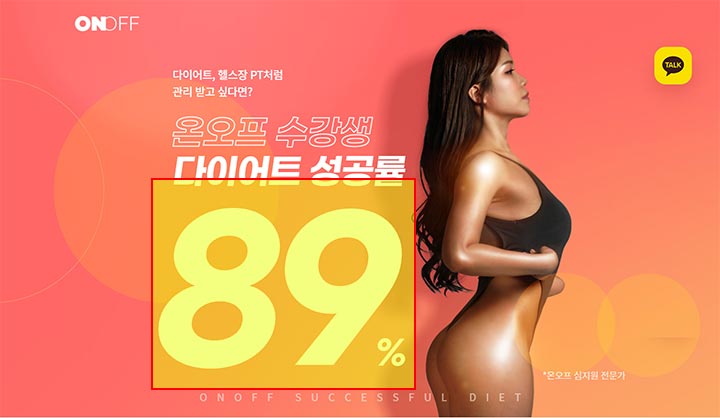 ONOFF
TALK
다이어트, 헬스장 PT처럼
관리 받고 싶다면?
온오프 수강생
다이어트 성공률
89%
*온오프 심지원 전문가
ONOFF SUCCESSFUL DIET